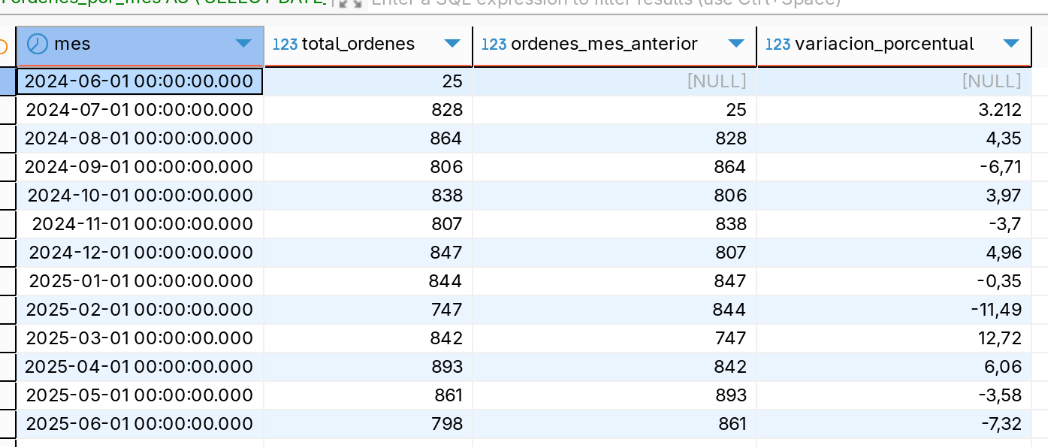 ordenes_por_mes AS ( SELECT DATE Enter a SQL expression to filter results (use Ctrl+Space)
mes 123 total_ordenes 123 ordenes_mes_anterior 123 variacion_porcentual
2024-06-01 00:00:00.000 25 [NULL] [NULL]
2024-07-01 00:00:00.000 828 25 3.212
2024-08-01 00:00:00.000 864 828 4,35
2024-09-01 00:00:00.000 806 864 -6,71
2024-10-01 00:00:00.000 838 806 3,97
2024-11-01 00:00:00.000 807 838 -3,7
2024-12-01 00:00:00.000 847 807 4,96
2025-01-01 00:00:00.000 844 847 -0,35
2025-02-01 00:00:00.000 747 844 -11,49
2025-03-01 00:00:00.000 842 747 12,72
2025-04-01 00:00:00.000 893 842 6,06
2025-05-01 00:00:00.000 861 893 -3,58
2025-06-01 00:00:00.000 798 861 -7,32